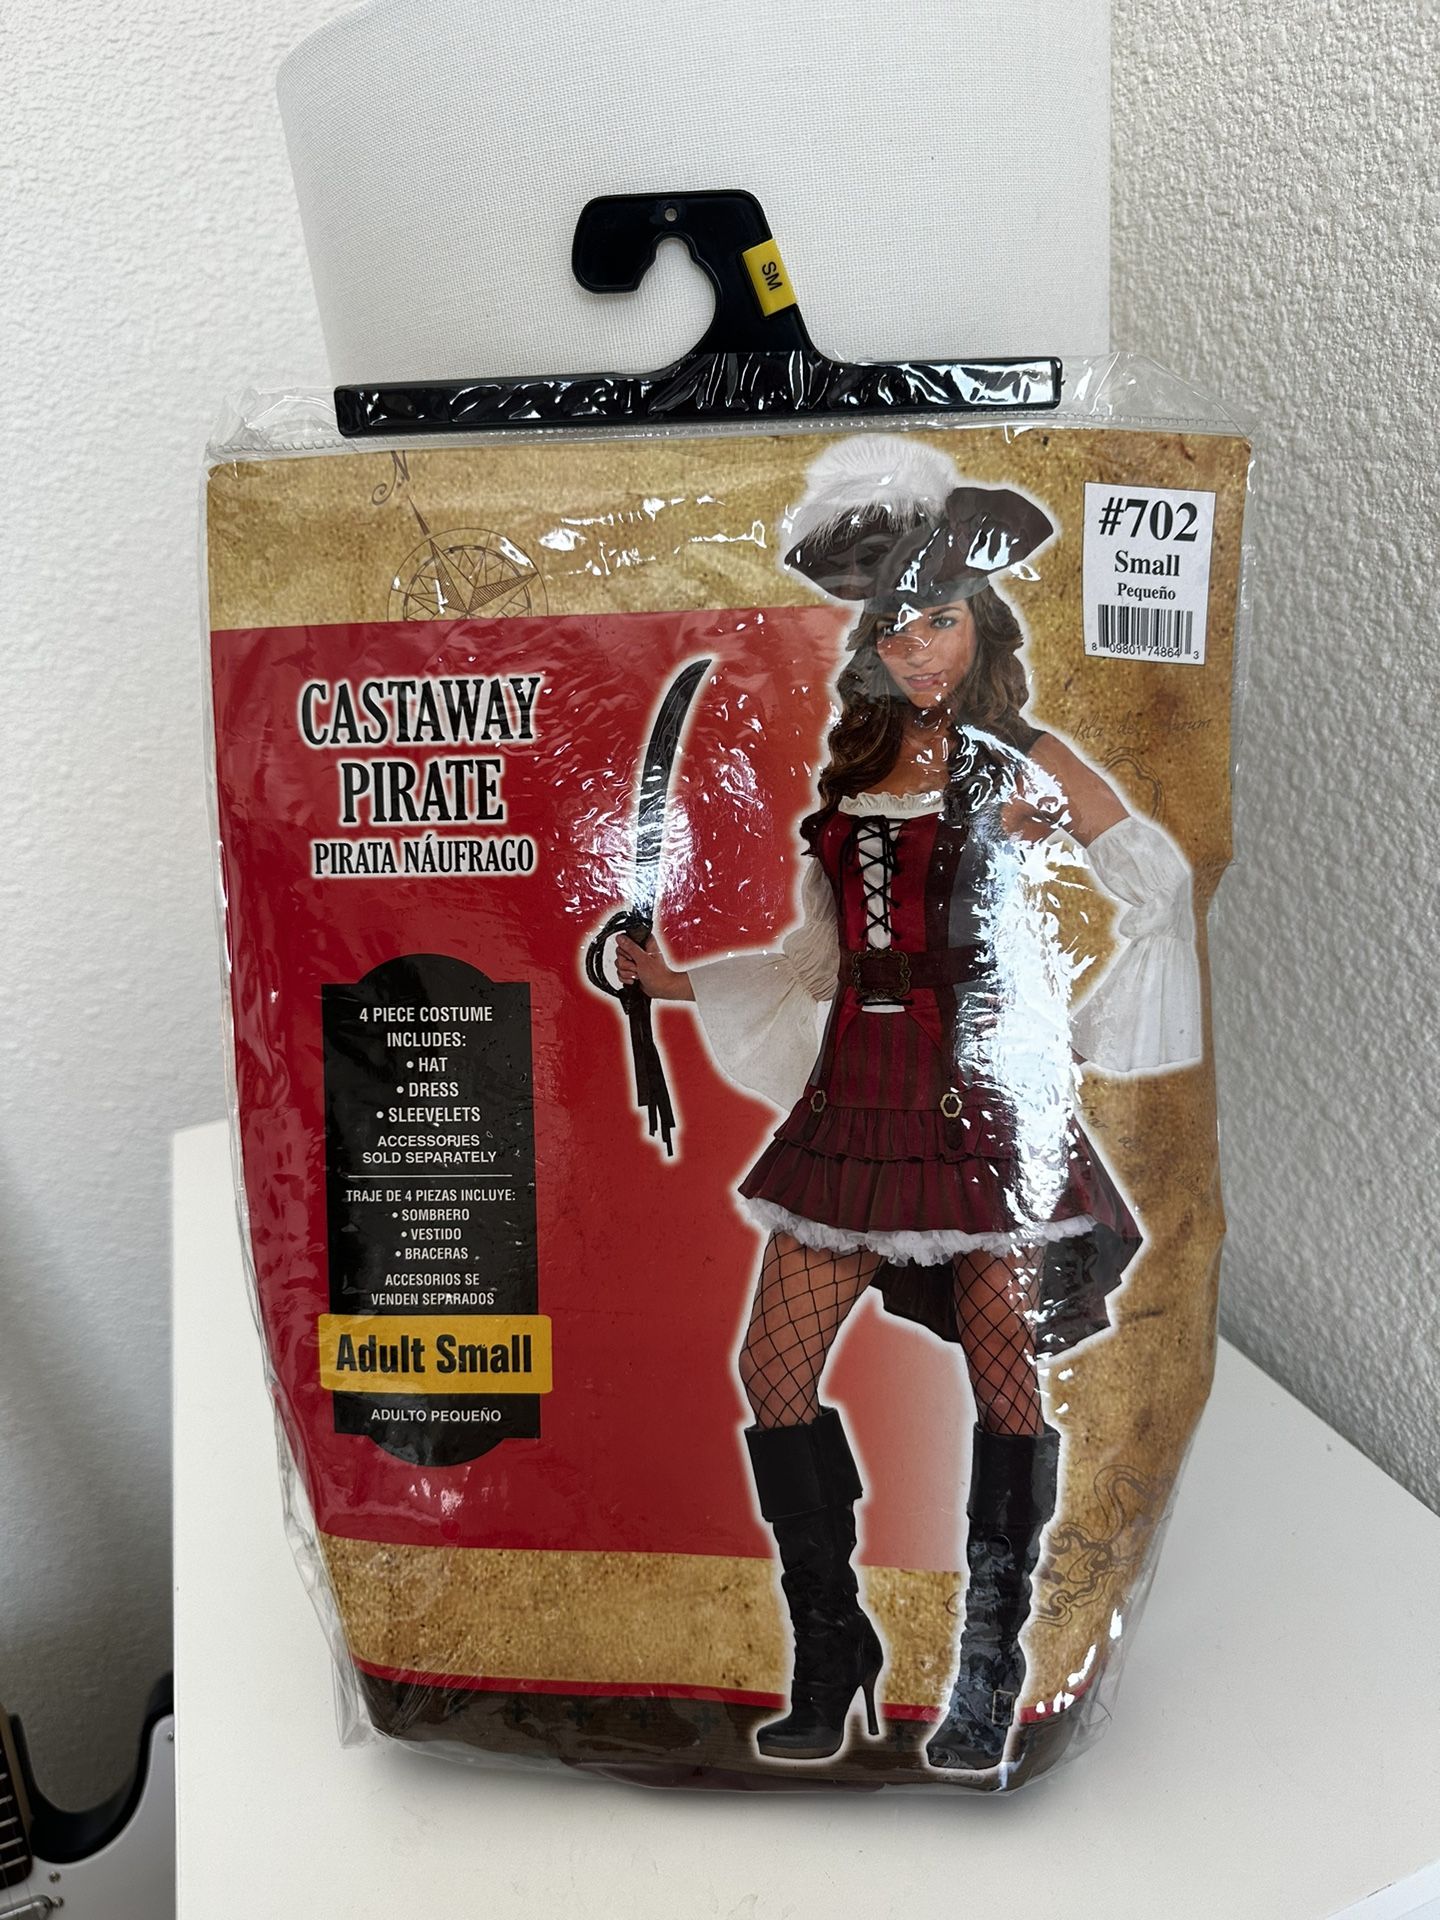 SM
#702
Small
Pequeño
8 09801 74864 3
N
CASTAWAY
PIRATE
PIRATA NÁUFRAGO
4 PIECE COSTUME
INCLUDES:
• HAT
• DRESS
• SLEEVELETS
ACCESSORIES
SOLD SEPARATELY
TRAJE DE 4 PIEZAS INCLUYE:
• SOMBRERO
• VESTIDO
• BRACERAS
ACCESORIOS SE
VENDEN SEPARADOS
Adult Small
ADULTO PEQUEÑO